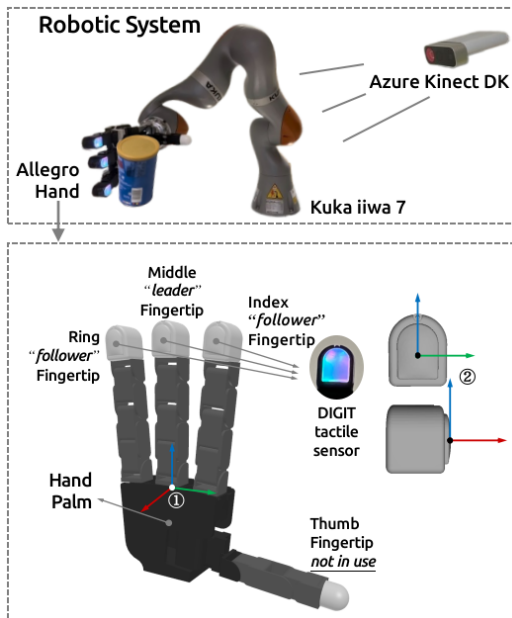 Robotic System
Azure Kinect DK
Allegro
Hand
Kuka iiwa 7
Middle
“leader”
Fingertip
Index
“follower”
Fingertip
Ring
“follower”
Fingertip
DIGIT
tactile
sensor
②
Hand
Palm
①
Thumb
Fingertip
not in use